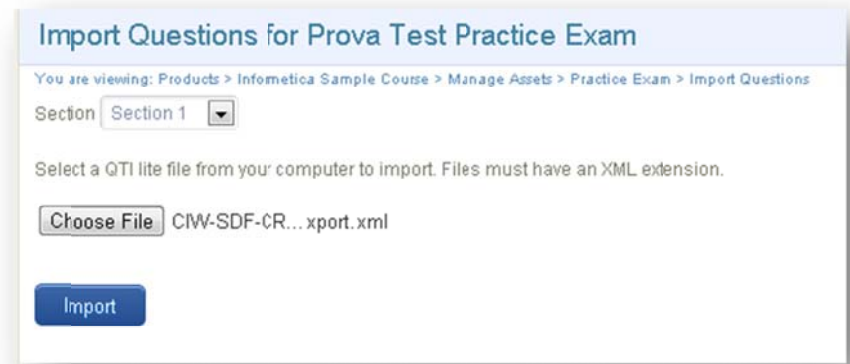 Import Questions for Prova Test Practice Exam
You are viewing: Products > Infometica Sample Course > Manage Assets > Practice Exam > Import Questions
Section Section 1
Select a QTI lite file from your computer to import. Files must have an XML extension.
Choose File CIW-SDF-CR... xport.xml
Import